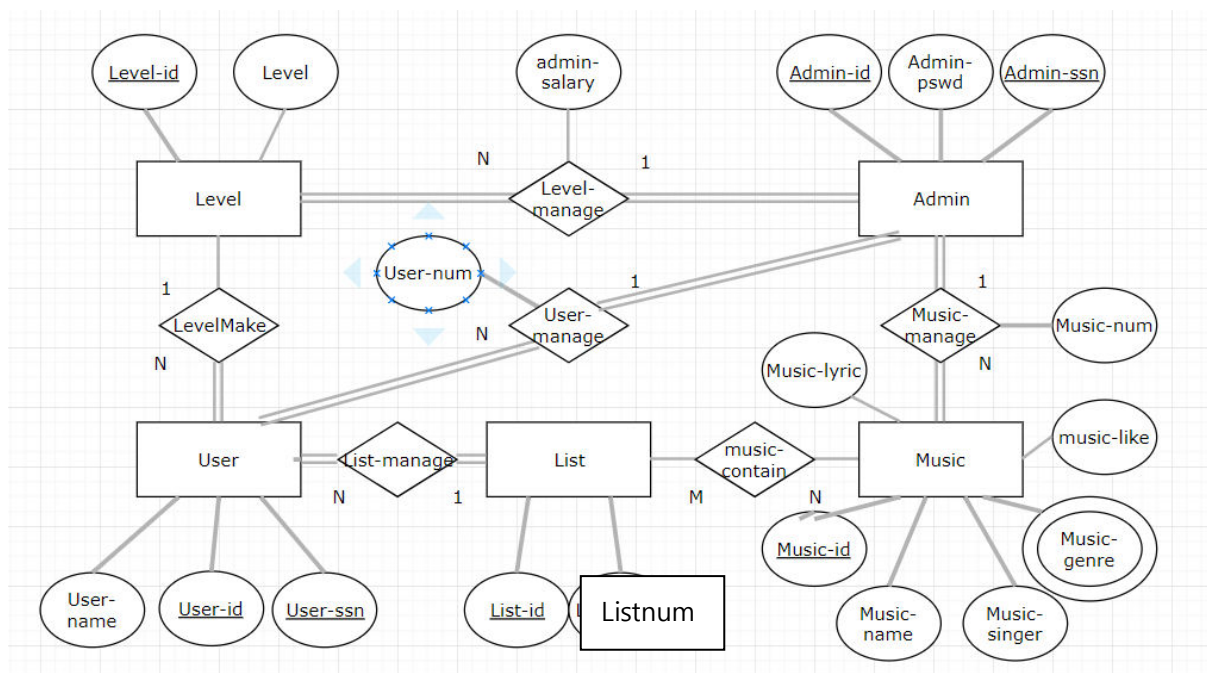 Level-id
Level
admin-
salary
Admin-id
Admin-
pswd
Admin-ssn
N
1
Level
Level-
manage
Admin
User-num
1
1
1
LevelMake
N
User-
manage
Music-
manage
Music-num
N
N
Music-lyric
music-like
User
List-manage
List
music-
contain
Music
N
1
M
N
Music-id
Music-
genre
User-
name
User-id
User-ssn
List-id
Listnum
Music-
name
Music-
singer